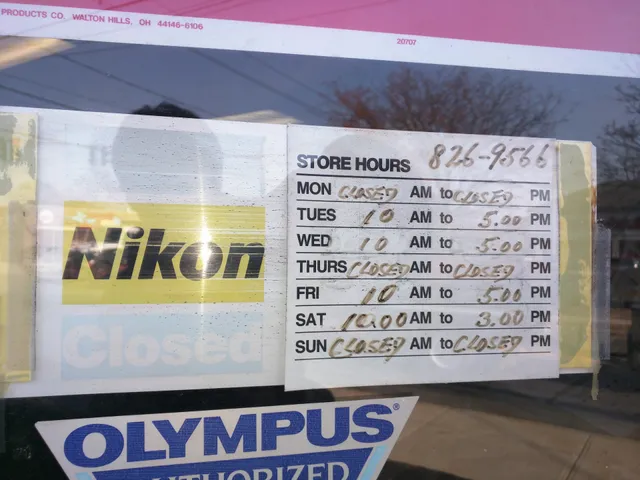 PRODUCTS CO. WALTON HILLS, OH 44146-6106
20707
STORE HOURS 826-9566
MON CLOSED AM to CLOSED PM
TUES 10 AM to 5.00 PM
WED 10 AM to 5.00 PM
THURS CLOSED AM to CLOSED PM
FRI 10 AM to 5.00 PM
SAT 10.00 AM to 3.00 PM
SUN CLOSED AM to CLOSED PM
Nikon
Closed
OLYMPUS®
AUTHORIZED